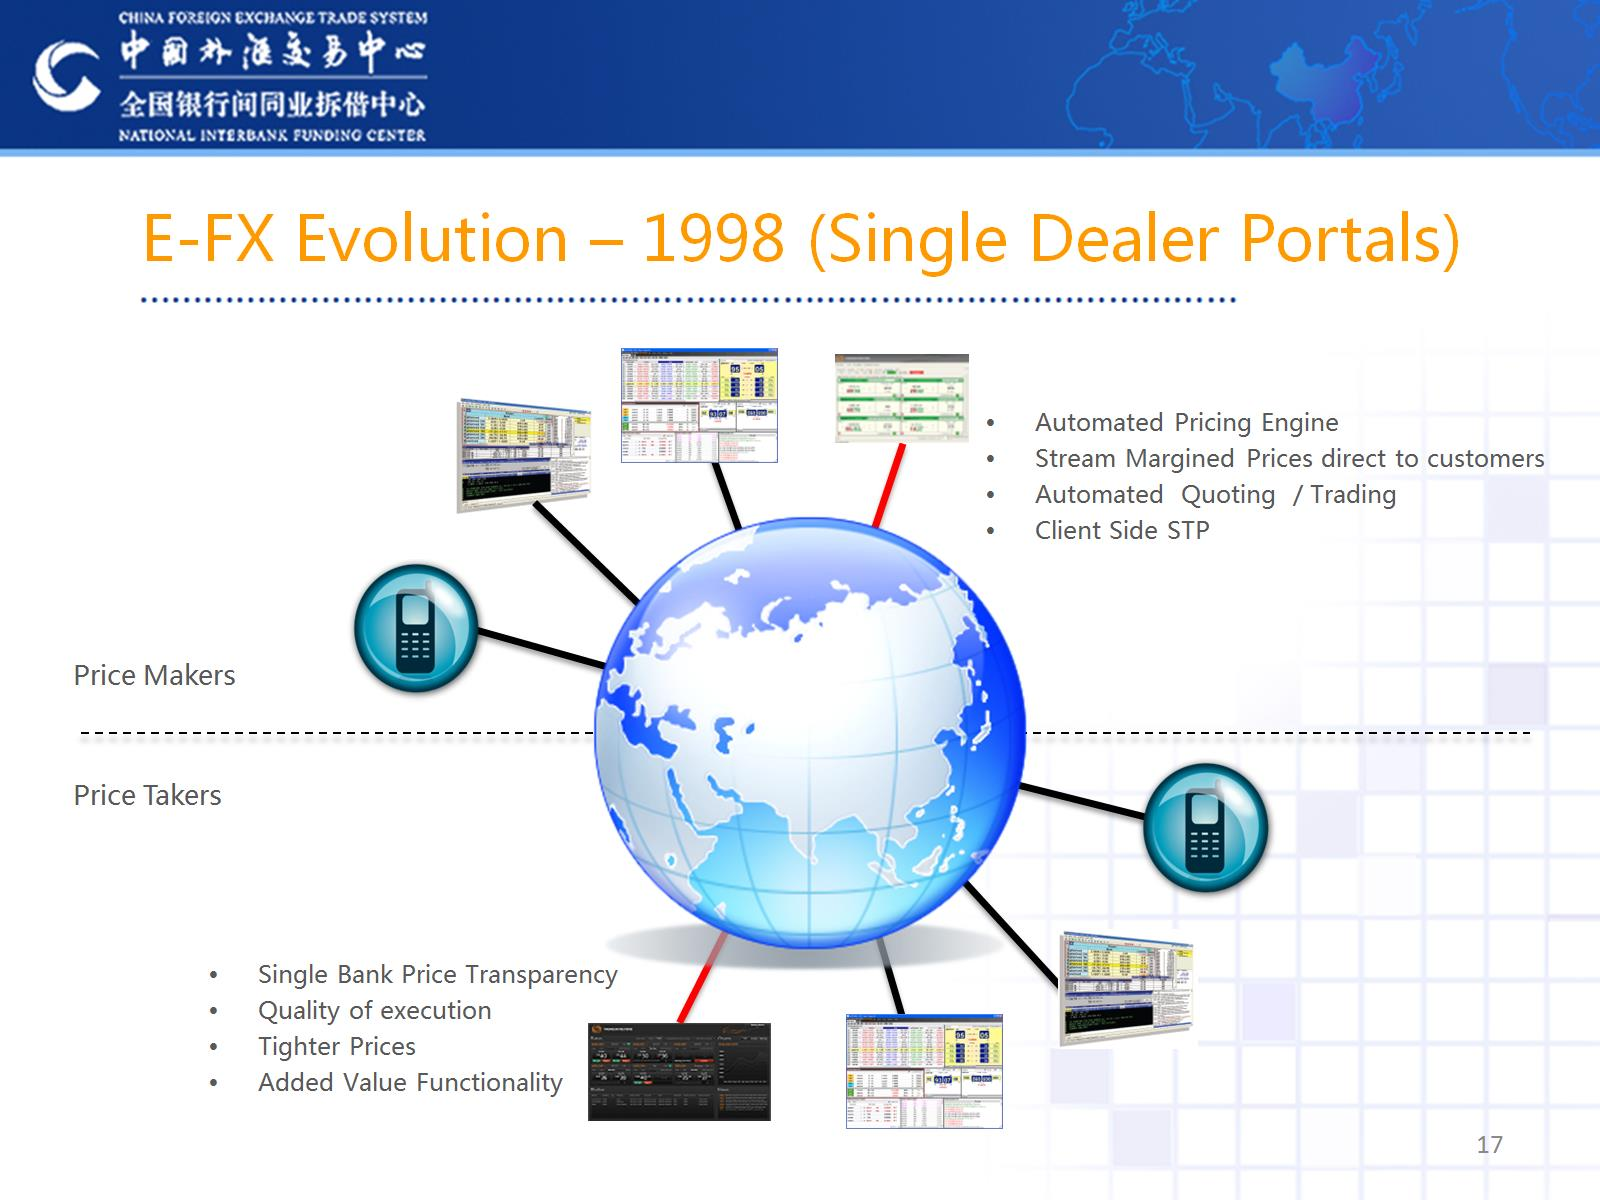 CHINA FOREIGN EXCHANGE TRADE SYSTEM
中国外汇交易中心
全国银行间同业拆借中心
NATIONAL INTERBANK FUNDING CENTER
E-FX Evolution – 1998 (Single Dealer Portals)
• Automated Pricing Engine
• Stream Margined Prices direct to customers
• Automated Quoting / Trading
• Client Side STP
Price Makers
Price Takers
• Single Bank Price Transparency
• Quality of execution
• Tighter Prices
• Added Value Functionality
17